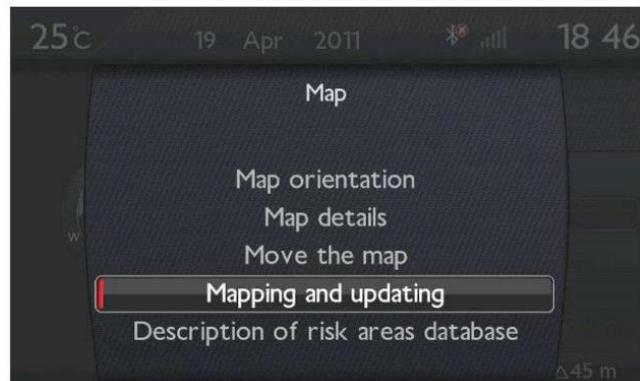 25°C 19 Apr 2011 18 46
Map
Map orientation
Map details
Move the map
W
Mapping and updating
Description of risk areas database
△45 m